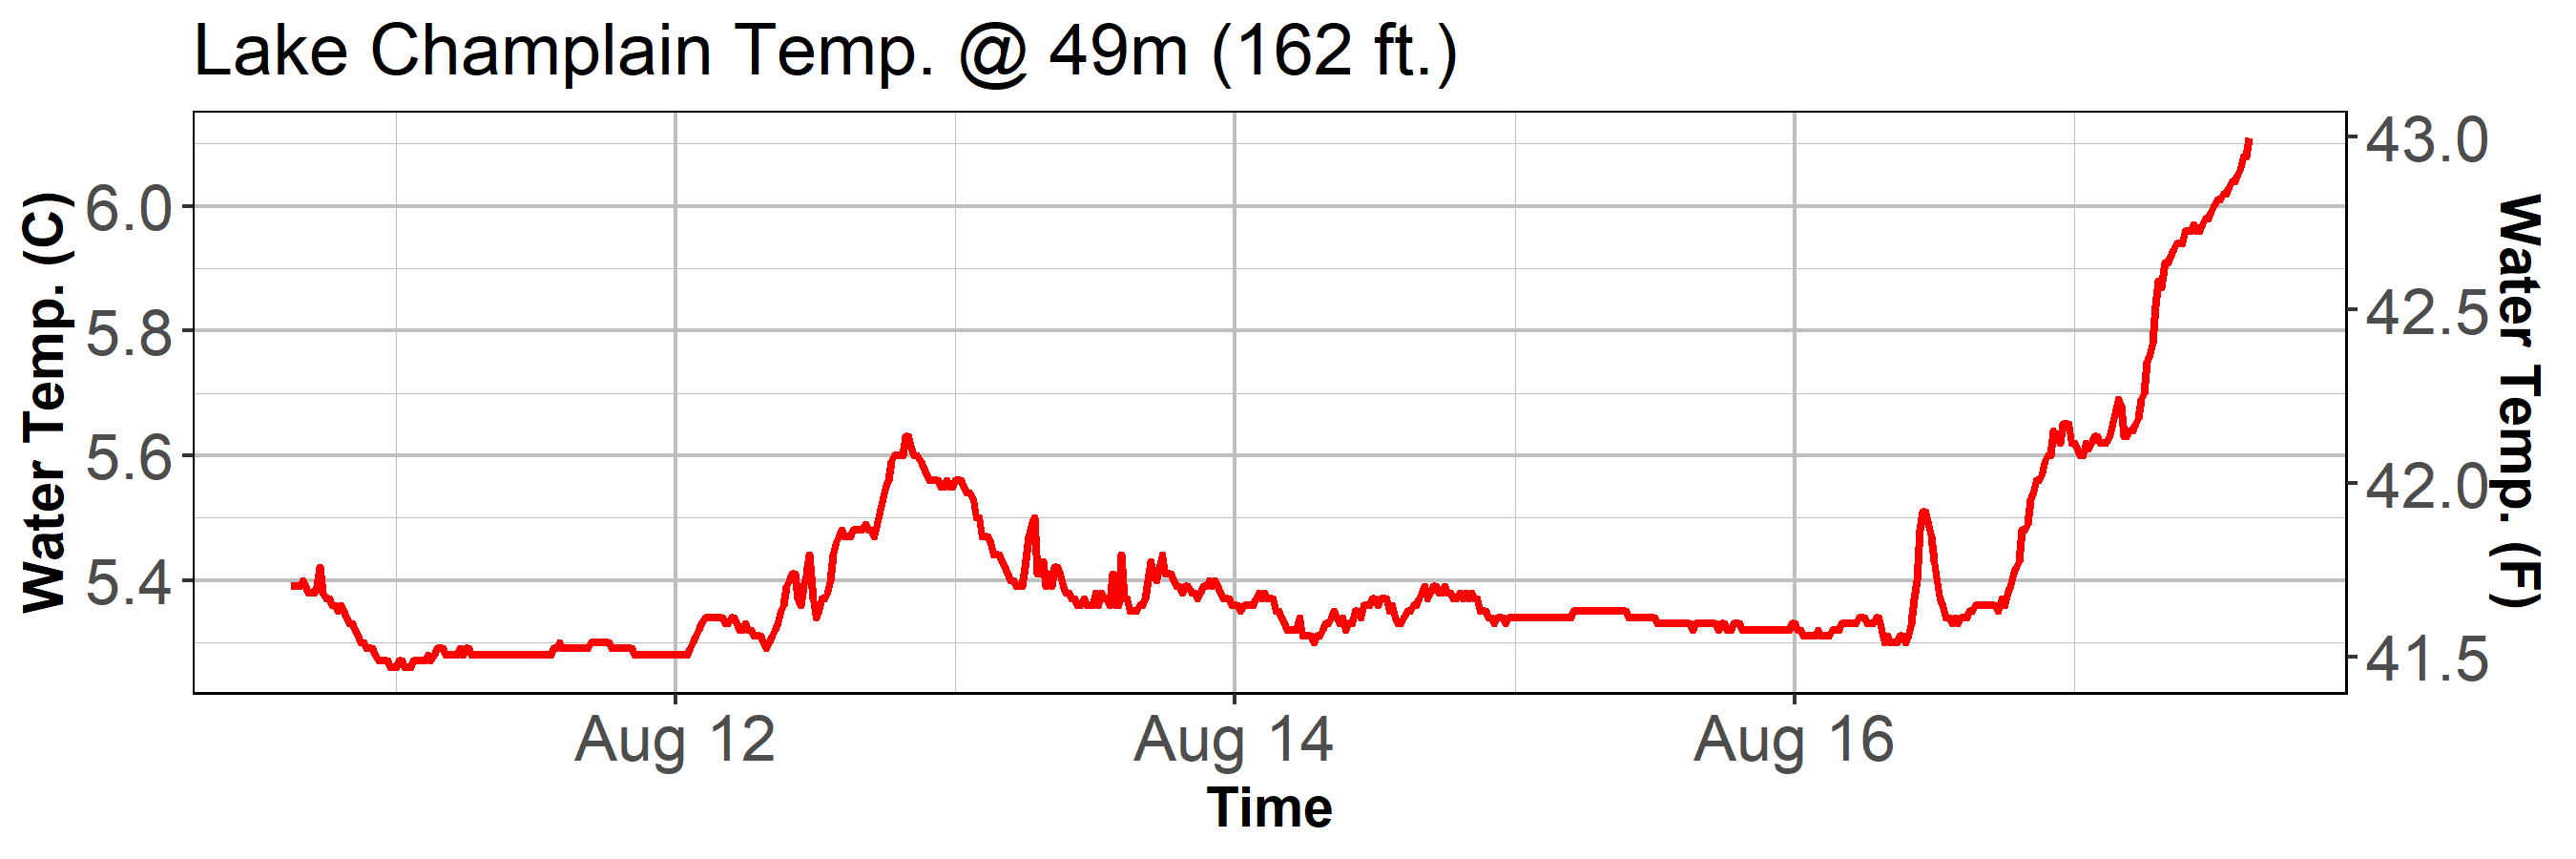 Lake Champlain Temp. @ 49m (162 ft.)
Water Temp. (C)
6.0
5.8
5.6
5.4
43.0
42.5
42.0
41.5
Water Temp. (F)
Aug 12
Aug 14
Aug 16
Time